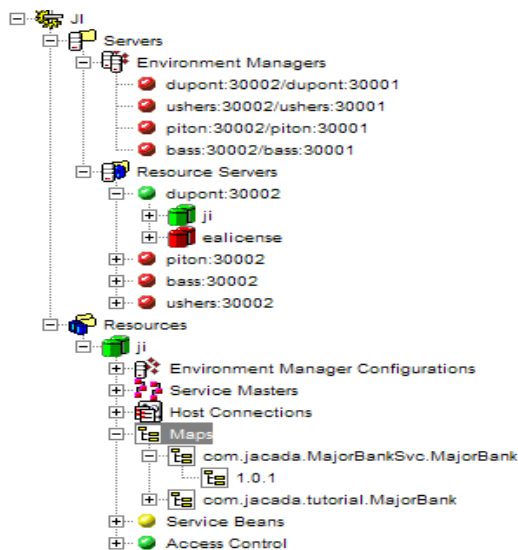 JI
Servers
Environment Managers
dupont:30002/dupont:30001
ushers:30002/ushers:30001
piton:30002/piton:30001
bass:30002/bass:30001
Resource Servers
dupont:30002
ji
ealicense
piton:30002
bass:30002
ushers:30002
Resources
ji
Environment Manager Configurations
Service Masters
Host Connections
Maps
com.jacada.MajorBankSvc.MajorBank
1.0.1
com.jacada.tutorial.MajorBank
Service Beans
Access Control